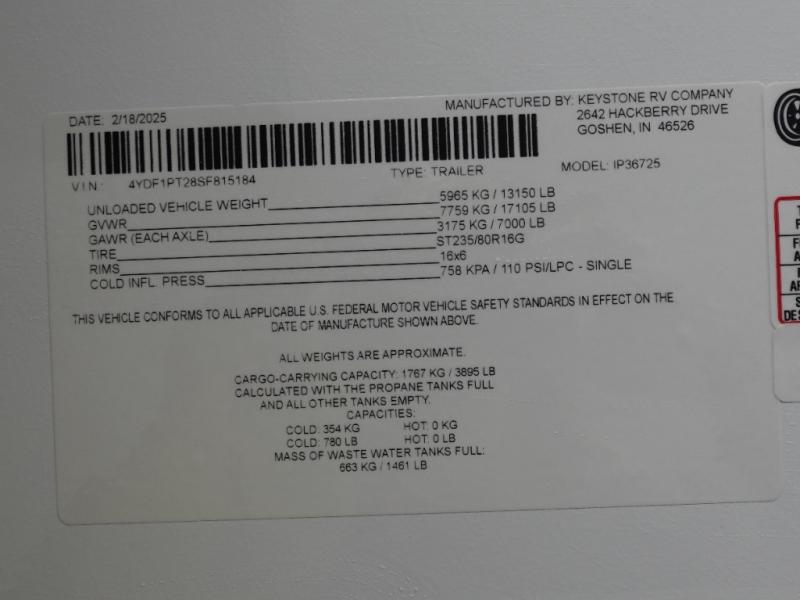 DATE: 2/18/2025
MANUFACTURED BY: KEYSTONE RV COMPANY
2642 HACKBERRY DRIVE
GOSHEN, IN 46526
V.I.N.: 4YDF1PT28SF815184 TYPE: TRAILER MODEL: IP36725
UNLOADED VEHICLE WEIGHT 5965 KG / 13150 LB
GVWR 7759 KG / 17105 LB
GAWR (EACH AXLE) 3175 KG / 7000 LB
TIRE ST235/80R16G
RIMS 16x6
COLD INFL. PRESS 758 KPA / 110 PSI/LPC - SINGLE
THIS VEHICLE CONFORMS TO ALL APPLICABLE U.S. FEDERAL MOTOR VEHICLE SAFETY STANDARDS IN EFFECT ON THE
DATE OF MANUFACTURE SHOWN ABOVE.
ALL WEIGHTS ARE APPROXIMATE.
CARGO-CARRYING CAPACITY: 1767 KG / 3895 LB
CALCULATED WITH THE PROPANE TANKS FULL
AND ALL OTHER TANKS EMPTY.
CAPACITIES:
COLD: 354 KG HOT: 0 KG
COLD: 780 LB HOT: 0 LB
MASS OF WASTE WATER TANKS FULL:
663 KG / 1461 LB